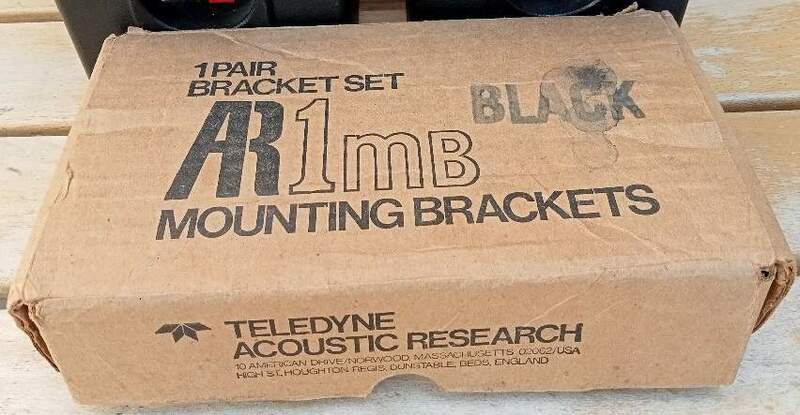 1 PAIR
BRACKET SET
BLACK
AR1mB
MOUNTING BRACKETS
TELEDYNE
ACOUSTIC RESEARCH
10 AMERICAN DRIVE/NORWOOD, MASSACHUSETTS 02062/USA
HIGH ST, HOUGHTON REGIS, DUNSTABLE, BEDS, ENGLAND